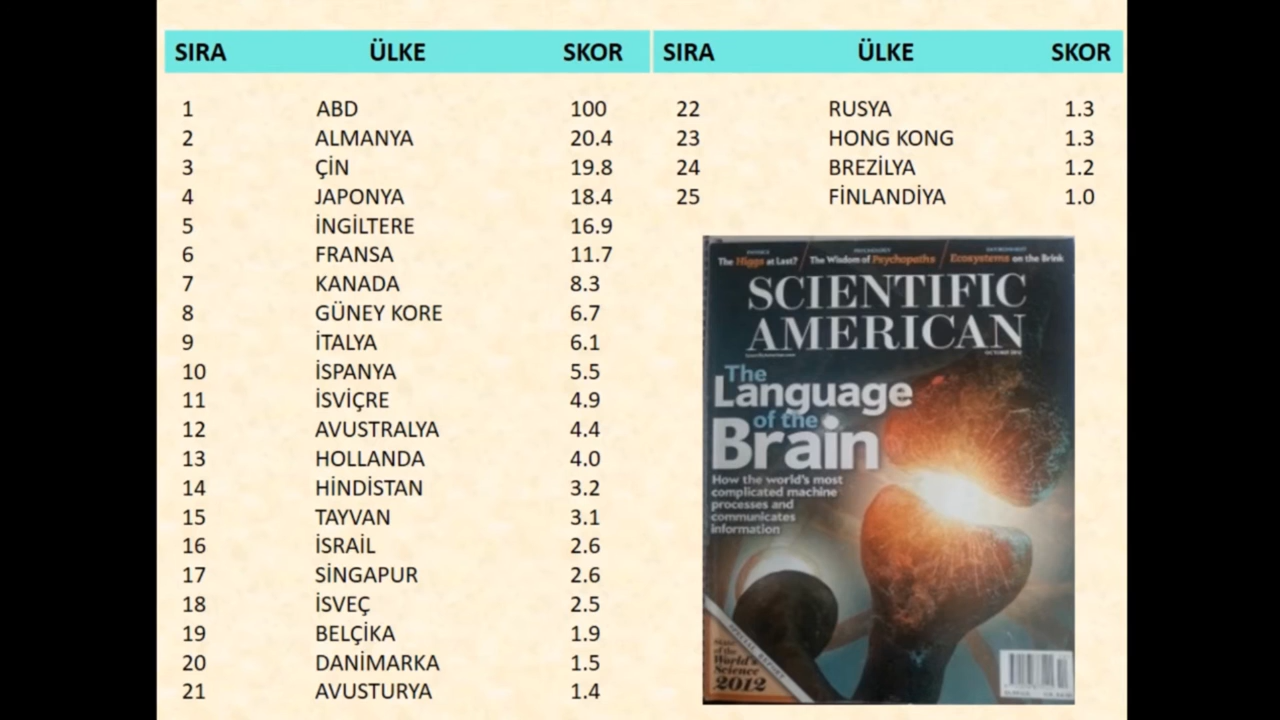 SIRA ÜLKE SKOR
1 ABD 100
2 ALMANYA 20.4
3 ÇİN 19.8
4 JAPONYA 18.4
5 İNGİLTERE 16.9
6 FRANSA 11.7
7 KANADA 8.3
8 GÜNEY KORE 6.7
9 İTALYA 6.1
10 İSPANYA 5.5
11 İSVİÇRE 4.9
12 AVUSTRALYA 4.4
13 HOLLANDA 4.0
14 HİNDİSTAN 3.2
15 TAYVAN 3.1
16 İSRAİL 2.6
17 SİNGAPUR 2.6
18 İSVEÇ 2.5
19 BELÇİKA 1.9
20 DANİMARKA 1.5
21 AVUSTURYA 1.4
SIRA ÜLKE SKOR
22 RUSYA 1.3
23 HONG KONG 1.3
24 BREZİLYA 1.2
25 FİNLANDİYA 1.0
The Higgs at Last? The Wisdom of Psychopaths Ecosystems on the Brink
SCIENTIFIC
AMERICAN
OCTOBER 2012
The
Language
of the
Brain
How the world's most
complicated machine
processes and
communicates
information
SPECIAL REPORT
State
of the
World's
Science
2012